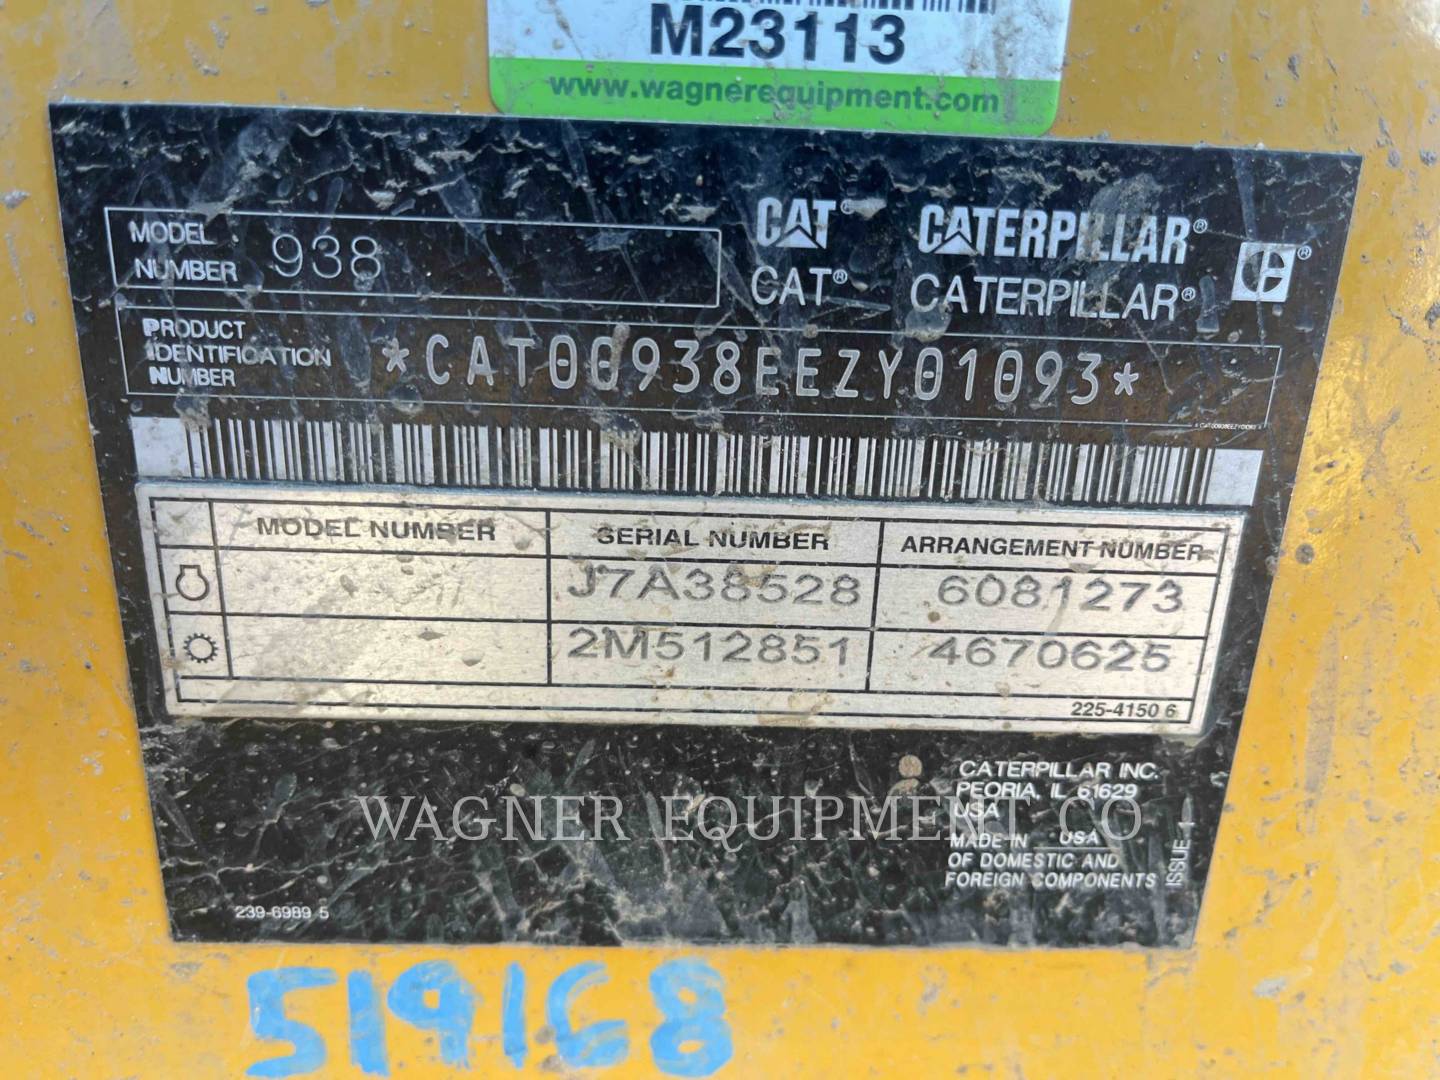 M23113
www.wagnerequipment.com
MODEL NUMBER 938
CAT® CATERPILLAR®
CAT® CATERPILLAR®
PRODUCT IDENTIFICATION NUMBER *CAT00938EEZY01093*
MODEL NUMBER SERIAL NUMBER ARRANGEMENT NUMBER
J7A38528 6081273
2M512851 4670625
225-4150 6
CATERPILLAR INC.
PEORIA, IL 61629
USA
MADE IN USA
OF DOMESTIC AND
FOREIGN COMPONENTS
ISSUE 1
WAGNER EQUIPMENT CO
239-6989 5
519168